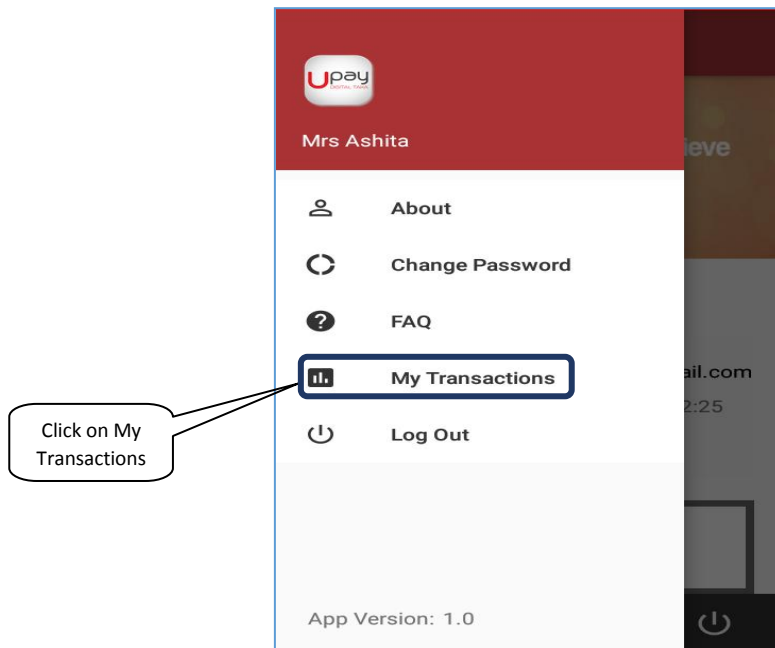 Upay
DIGITAL TAKA
Mrs Ashita
ieve
About
Change Password
FAQ
My Transactions
ail.com
2:25
Click on My
Transactions
Log Out
App Version: 1.0